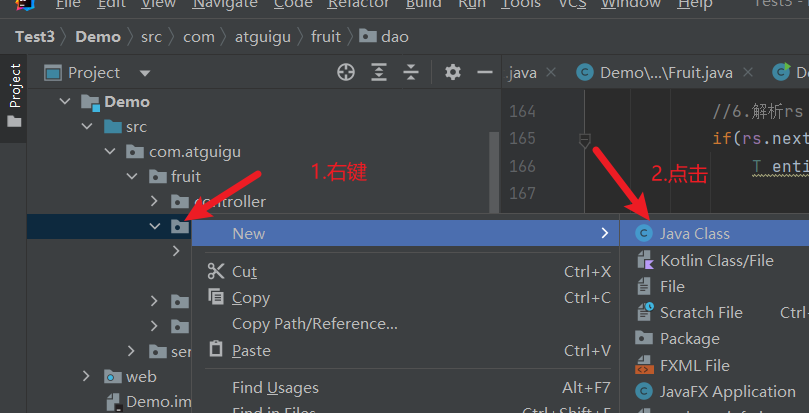 File Edit View Navigate Code Refactor Build Run Tools VCS Window Help Test3
Test3 Demo src com atguigu fruit dao
Project
Project
.java Demo\...\Fruit.java
Demo
src
com.atguigu
fruit
controller
web
Demo.im
164 //6.解析rs
165 if(rs.next
166 T enti
167
1.右键
2.点击
New
Cut Ctrl+X
Copy Ctrl+C
Copy Path/Reference...
Paste Ctrl+V
Find Usages Alt+F7
Find in Files... Ctrl+Shift+F
Java Class
Kotlin Class/File
File
Scratch File Ctrl+
Package
FXML File
JavaFX Application